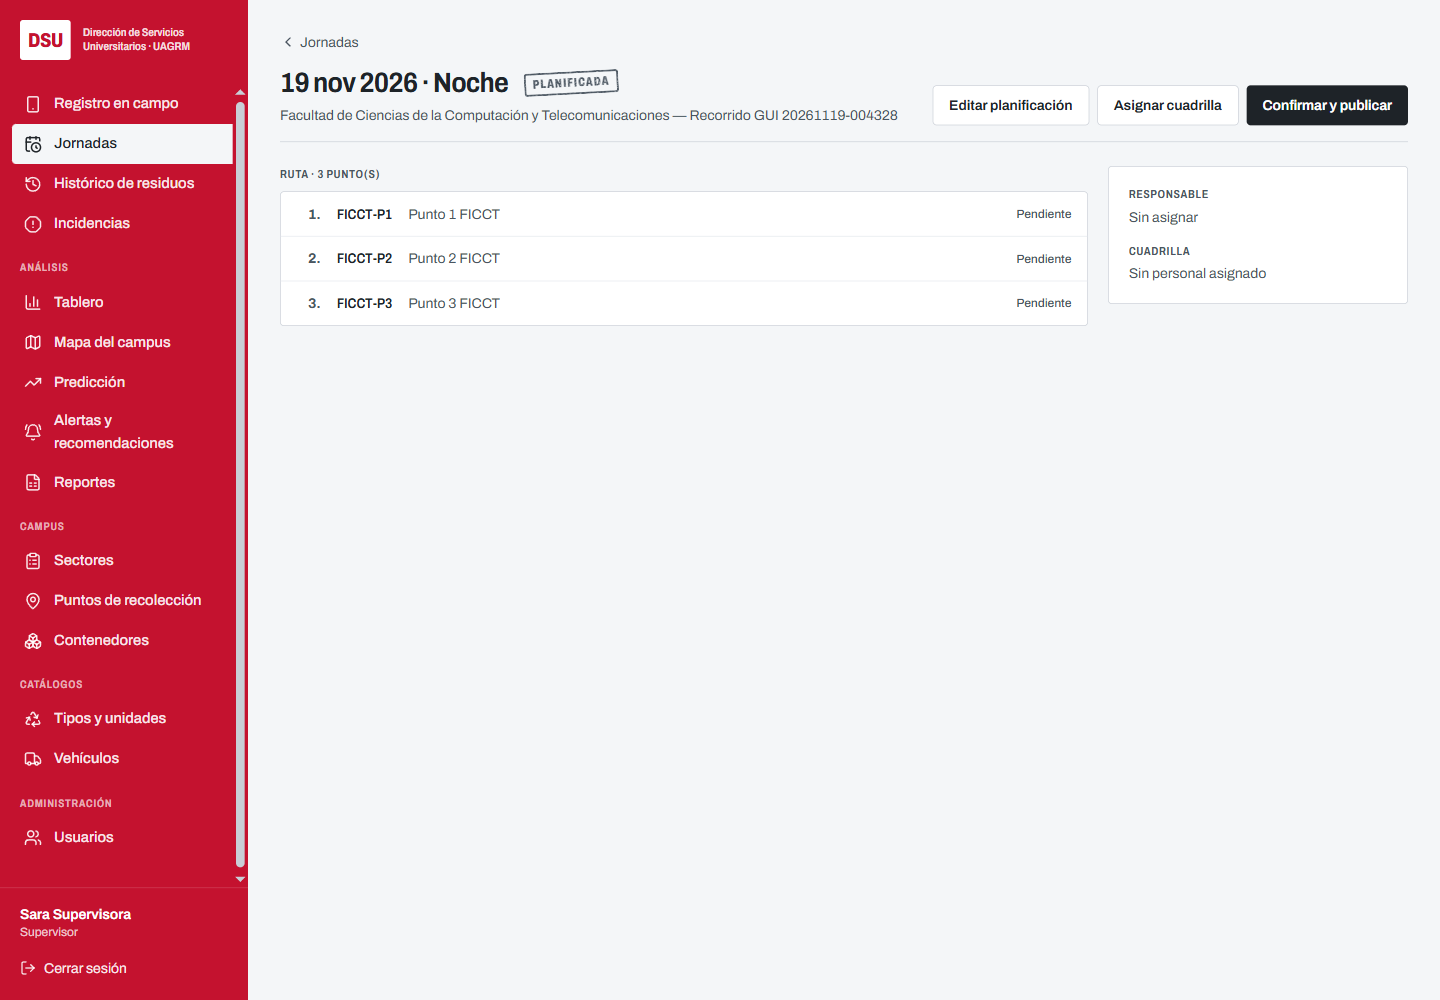 DSU
Dirección de Servicios
Universitarios · UAGRM
Registro en campo
Jornadas
Histórico de residuos
Incidencias
ANÁLISIS
Tablero
Mapa del campus
Predicción
Alertas y
recomendaciones
Reportes
CAMPUS
Sectores
Puntos de recolección
Contenedores
CATÁLOGOS
Tipos y unidades
Vehículos
ADMINISTRACIÓN
Usuarios
Sara Supervisora
Supervisor
Cerrar sesión
Jornadas
19 nov 2026 · Noche PLANIFICADA
Facultad de Ciencias de la Computación y Telecomunicaciones — Recorrido GUI 20261119-004328
Editar planificación Asignar cuadrilla Confirmar y publicar
RUTA · 3 PUNTO(S)
1. FICCT-P1 Punto 1 FICCT Pendiente
2. FICCT-P2 Punto 2 FICCT Pendiente
3. FICCT-P3 Punto 3 FICCT Pendiente
RESPONSABLE
Sin asignar
CUADRILLA
Sin personal asignado